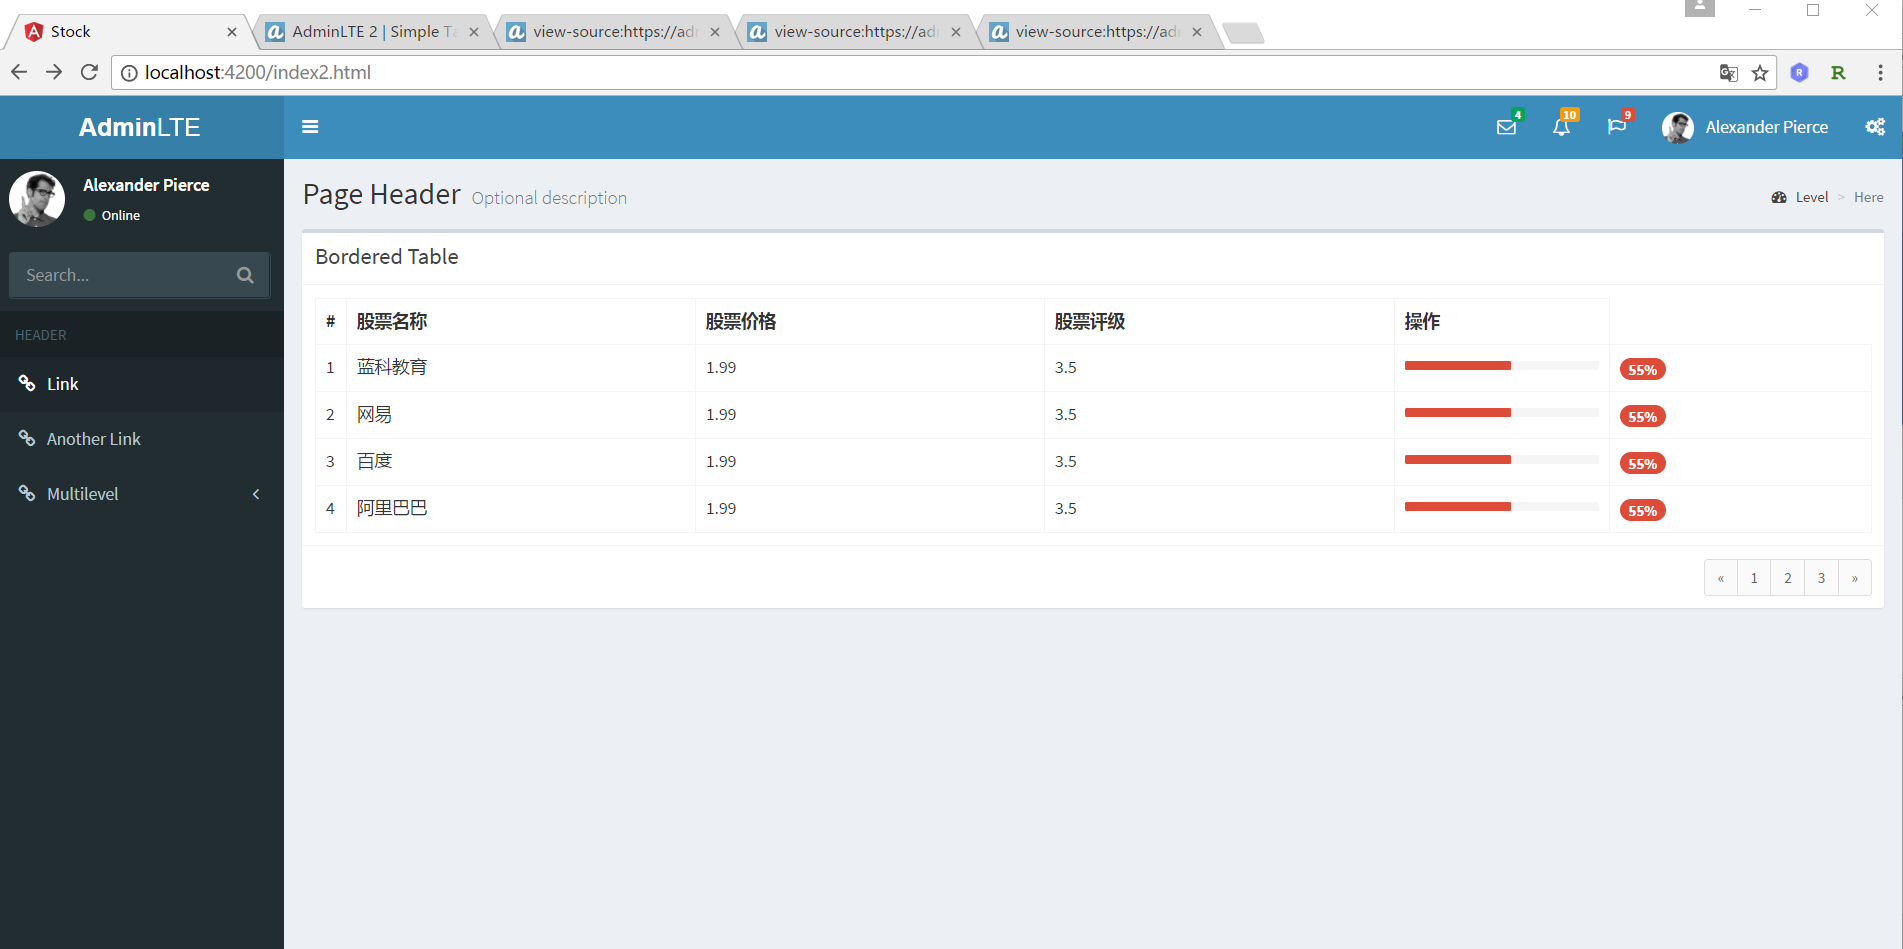 Stock
AdminLTE 2 | Simple Ta
view-source:https://adm
view-source:https://adm
view-source:https://adm
localhost:4200/index2.html
R
R
AdminLTE
4
10
9
Alexander Pierce
Alexander Pierce
Online
Search...
HEADER
Link
Another Link
Multilevel
Page Header Optional description
Level > Here
Bordered Table
# 股票名称 股票价格 股票评级 操作
1 蓝科教育 1.99 3.5 55%
2 网易 1.99 3.5 55%
3 百度 1.99 3.5 55%
4 阿里巴巴 1.99 3.5 55%
« 1 2 3 »